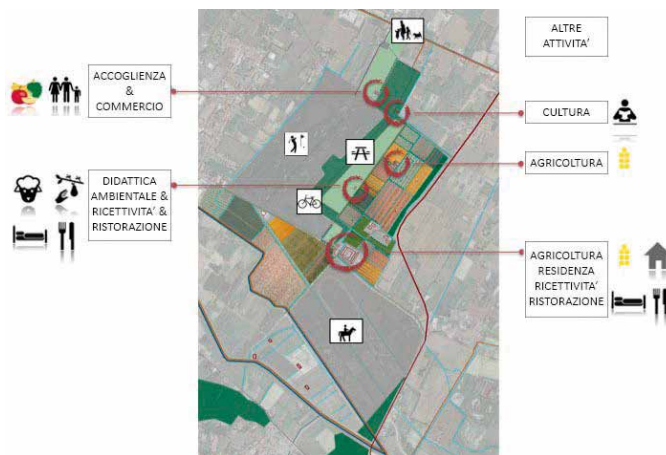 ACCOGLIENZA
&
COMMERCIO
DIDATTICA
AMBIENTALE &
RICETTIVITA' &
RISTORAZIONE
ALTRE
ATTIVITA'
CULTURA
AGRICOLTURA
AGRICOLTURA
RESIDENZA
RICETTIVITA'
RISTORAZIONE